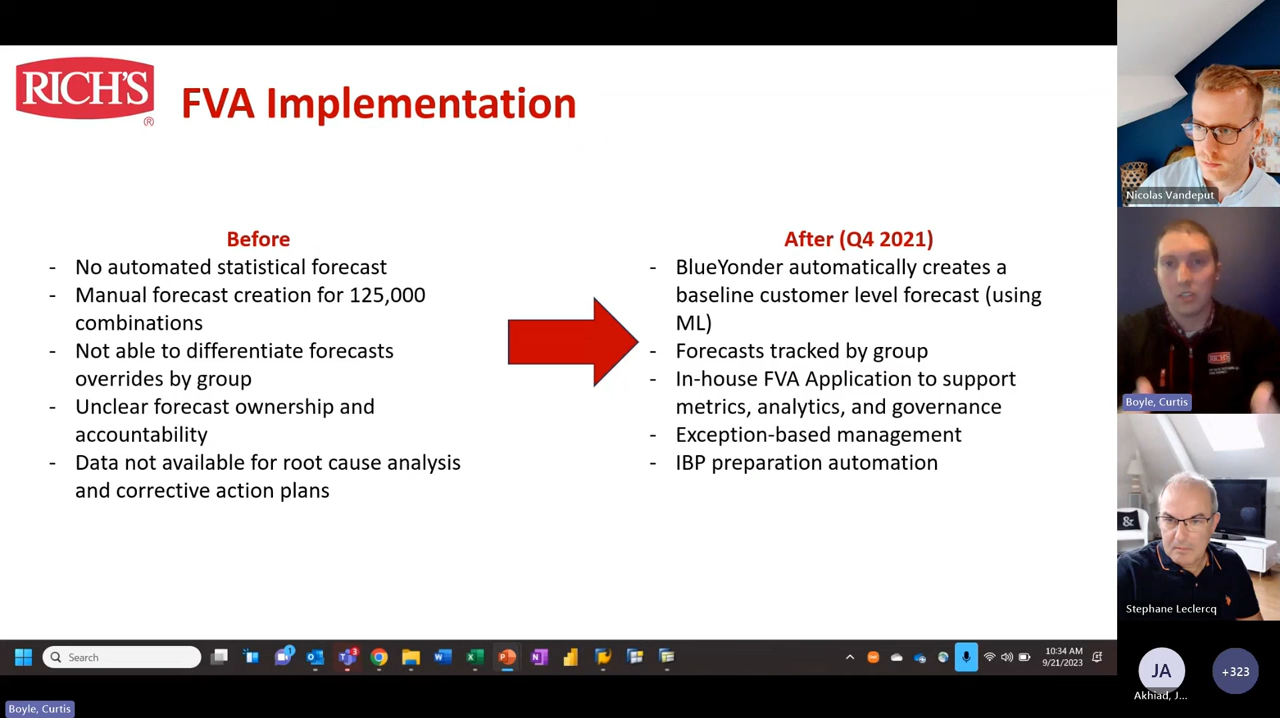 RICH'S
®
FVA Implementation
Before
- No automated statistical forecast
- Manual forecast creation for 125,000
combinations
- Not able to differentiate forecasts
overrides by group
- Unclear forecast ownership and
accountability
- Data not available for root cause analysis
and corrective action plans
After (Q4 2021)
- BlueYonder automatically creates a
baseline customer level forecast (using
ML)
- Forecasts tracked by group
- In-house FVA Application to support
metrics, analytics, and governance
- Exception-based management
- IBP preparation automation
Nicolas Vandeput
RICH'S
Boyle, Curtis
&
Stephane Leclercq
JA
Akhiad, J...
+323
Search
1
3
10:34 AM
9/21/2023
Boyle, Curtis